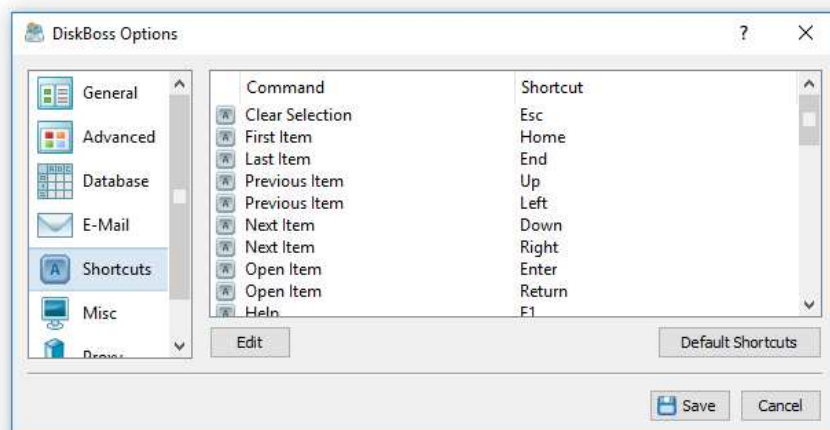 DiskBoss Options
?
General
Advanced
Database
E-Mail
Shortcuts
Misc
Proxy
Command Shortcut
Clear Selection Esc
First Item Home
Last Item End
Previous Item Up
Previous Item Left
Next Item Down
Next Item Right
Open Item Enter
Open Item Return
Help F1
Edit
Default Shortcuts
Save
Cancel